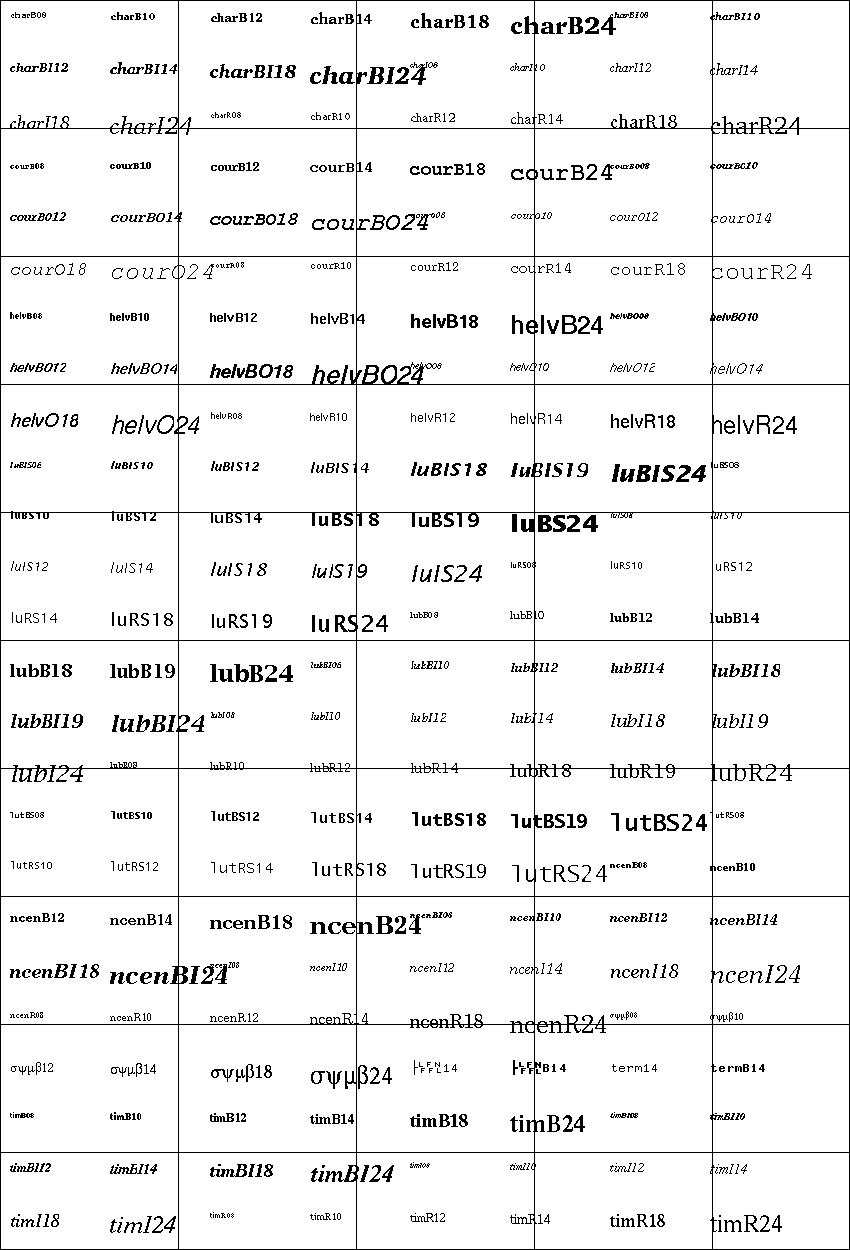 charB08 charB10 charB12 charB14 charB18 charB24 charBI08 charBI10
charBI12 charBI14 charBI18 charBI24 charI08 charI10 charI12 charI14
charI18 charI24 charR08 charR10 charR12 charR14 charR18 charR24
courB08 courB10 courB12 courB14 courB18 courB24 courBO08 courBO10
courBO12 courBO14 courBO18 courBO24 courO08 courO10 courO12 courO14
courO18 courO24 courR08 courR10 courR12 courR14 courR18 courR24
helvB08 helvB10 helvB12 helvB14 helvB18 helvB24 helvBO08 helvBO10
helvBO12 helvBO14 helvBO18 helvBO24 helvO08 helvO10 helvO12 helvO14
helvO18 helvO24 helvR08 helvR10 helvR12 helvR14 helvR18 helvR24
luBIS08 luBIS10 luBIS12 luBIS14 luBIS18 luBIS19 luBIS24 luBS08
luBS10 luBS12 luBS14 luBS18 luBS19 luBS24 luIS08 luIS10
luIS12 luIS14 luIS18 luIS19 luIS24 luRS08 luRS10 luRS12
luRS14 luRS18 luRS19 luRS24 lubB08 lubB10 lubB12 lubB14
lubB18 lubB19 lubB24 lubBI08 lubBI10 lubBI12 lubBI14 lubBI18
lubBI19 lubBI24 lubI08 lubI10 lubI12 lubI14 lubI18 lubI19
lubI24 lubR08 lubR10 lubR12 lubR14 lubR18 lubR19 lubR24
lutBS08 lutBS10 lutBS12 lutBS14 lutBS18 lutBS19 lutBS24 lutRS08
lutRS10 lutRS12 lutRS14 lutRS18 lutRS19 lutRS24 ncenB08 ncenB10
ncenB12 ncenB14 ncenB18 ncenB24 ncenBI08 ncenBI10 ncenBI12 ncenBI14
ncenBI18 ncenBI24 ncenI08 ncenI10 ncenI12 ncenI14 ncenI18 ncenI24
ncenR08 ncenR10 ncenR12 ncenR14 ncenR18 ncenR24 σψμβ08 σψμβ10
σψμβ12 σψμβ14 σψμβ18 σψμβ24 ├␊␌␉14 ├␊␌␉B14 term14 termB14
timB08 timB10 timB12 timB14 timB18 timB24 timBI08 timBI10
timBI12 timBI14 timBI18 timBI24 timI08 timI10 timI12 timI14
timI18 timI24 timR08 timR10 timR12 timR14 timR18 timR24